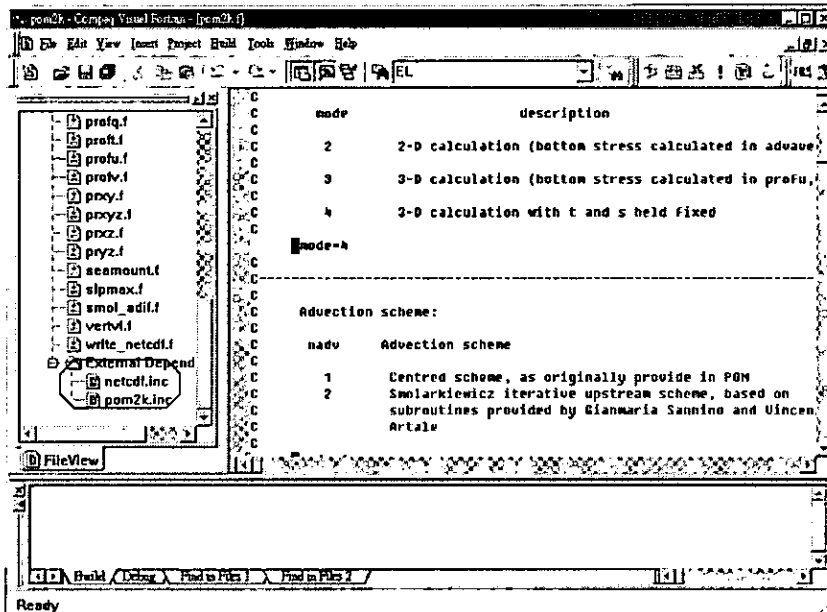 pom2k - Compaq Visual Fortran - [pom2k.f]
File Edit View Insert Project Build Tools Window Help
EL
profq.f
proft.f
profu.f
profv.f
prxy.f
prxyz.f
prxz.f
pryz.f
seamount.f
slpmax.f
smol_adif.f
vertvl.f
write_netcdf.f
External Depend
netcdf.inc
pom2k.inc
FileView
C
C mode description
C
C 2 2-D calculation (bottom stress calculated in advave
C
C 3 3-D calculation (bottom stress calculated in profu,
C
C 4 3-D calculation with t and s held fixed
C
mode=4
C
C---------------------------------------------------------------
C
C Advection scheme:
C
C nadv Advection scheme
C
C 1 Centred scheme, as originally provide in POM
C 2 Smolarkiewicz iterative upstream scheme, based on
C subroutines provided by Gianmaria Sannino and Vincen
C Artale
C
Build Debug Find in Files 1 Find in Files 2
Ready